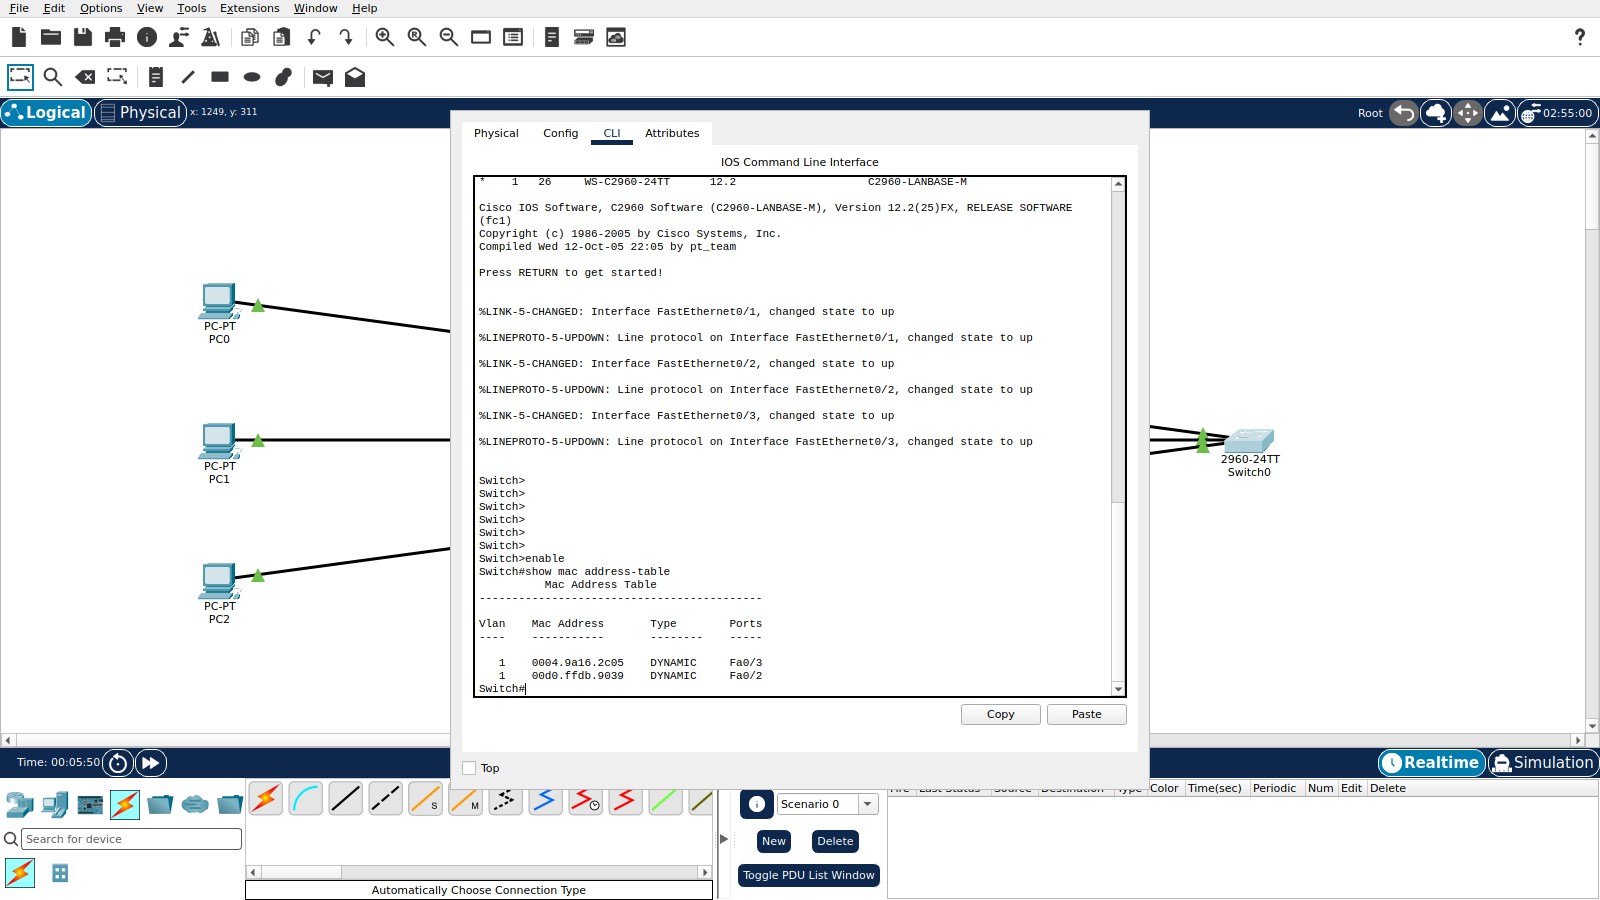 File Edit Options View Tools Extensions Window Help
Logical Physical x: 1249, y: 311
Root 02:55:00
Physical Config CLI Attributes
IOS Command Line Interface
* 1 26 WS-C2960-24TT 12.2 C2960-LANBASE-M
Cisco IOS Software, C2960 Software (C2960-LANBASE-M), Version 12.2(25)FX, RELEASE SOFTWARE
(fc1)
Copyright (c) 1986-2005 by Cisco Systems, Inc.
Compiled Wed 12-Oct-05 22:05 by pt_team
Press RETURN to get started!
%LINK-5-CHANGED: Interface FastEthernet0/1, changed state to up
%LINEPROTO-5-UPDOWN: Line protocol on Interface FastEthernet0/1, changed state to up
%LINK-5-CHANGED: Interface FastEthernet0/2, changed state to up
%LINEPROTO-5-UPDOWN: Line protocol on Interface FastEthernet0/2, changed state to up
%LINK-5-CHANGED: Interface FastEthernet0/3, changed state to up
%LINEPROTO-5-UPDOWN: Line protocol on Interface FastEthernet0/3, changed state to up
Switch>
Switch>
Switch>
Switch>
Switch>
Switch>
Switch>enable
Switch#show mac address-table
Mac Address Table
-------------------------------------------
Vlan Mac Address Type Ports
---- ----------- -------- -----
1 0004.9a16.2c05 DYNAMIC Fa0/3
1 00d0.ffdb.9039 DYNAMIC Fa0/2
Switch#
Copy Paste
Top
PC-PT
PC0
PC-PT
PC1
PC-PT
PC2
2960-24TT
Switch0
Time: 00:05:50
Realtime Simulation
Search for device
S
M
Automatically Choose Connection Type
Scenario 0
New Delete
Toggle PDU List Window
Fire Last Status Source Destination Type Color Time(sec) Periodic Num Edit Delete